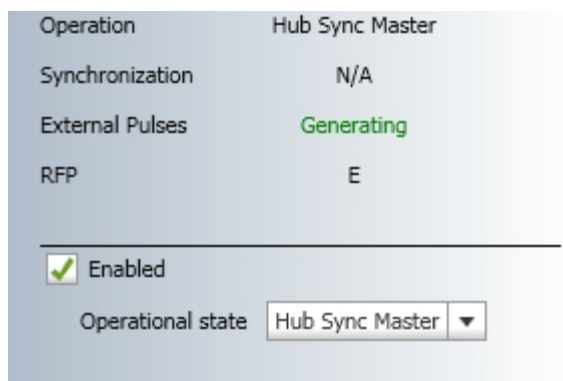 Operation Hub Sync Master
Synchronization N/A
External Pulses Generating
RFP E
Enabled
Operational state Hub Sync Master